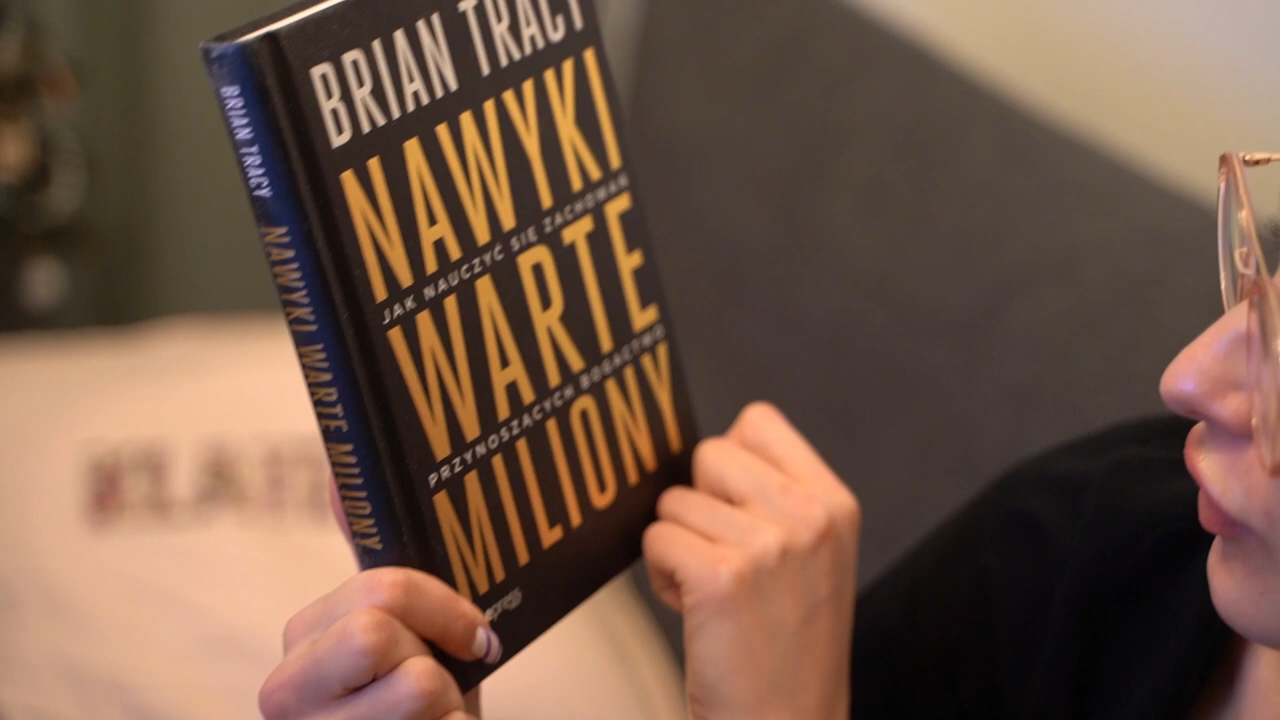 BRIAN TRACY
NAWYKI
JAK NAUCZYĆ SIĘ ZACHOWAŃ
WARTE
PRZYNOSZĄCYCH BOGACTWO
MILIONY
BRIAN TRACY NAWYKI WARTE MILIONY